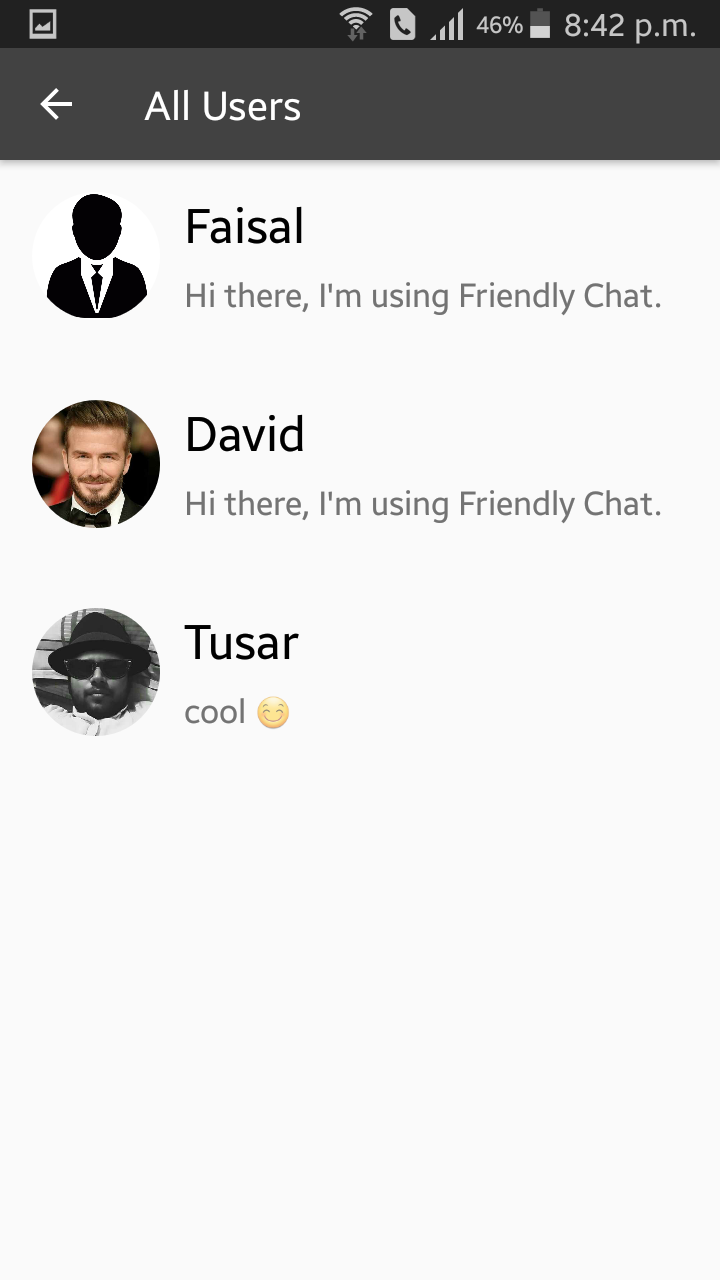 46% 8:42 p.m.
All Users
Faisal
Hi there, I'm using Friendly Chat.
David
Hi there, I'm using Friendly Chat.
Tusar
cool 😊